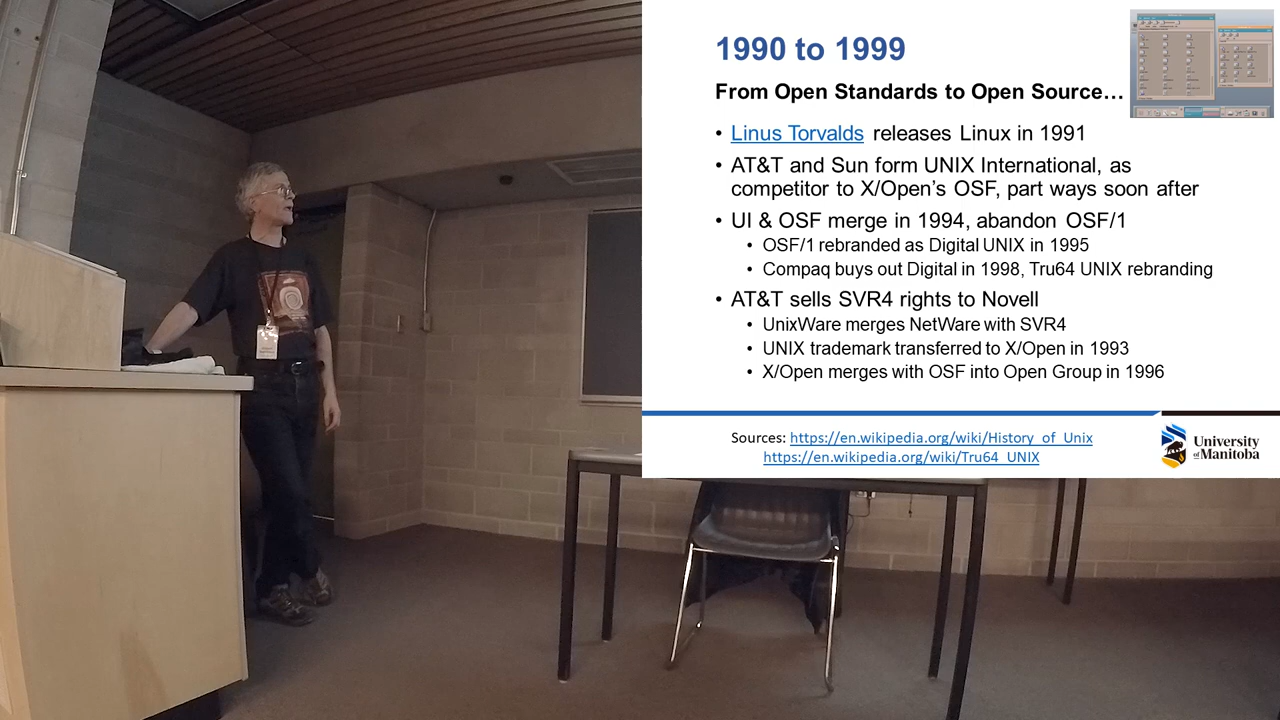 1990 to 1999
From Open Standards to Open Source…
• Linus Torvalds releases Linux in 1991
• AT&T and Sun form UNIX International, as
competitor to X/Open's OSF, part ways soon after
• UI & OSF merge in 1994, abandon OSF/1
• OSF/1 rebranded as Digital UNIX in 1995
• Compaq buys out Digital in 1998, Tru64 UNIX rebranding
• AT&T sells SVR4 rights to Novell
• UnixWare merges NetWare with SVR4
• UNIX trademark transferred to X/Open in 1993
• X/Open merges with OSF into Open Group in 1996
Sources: https://en.wikipedia.org/wiki/History_of_Unix
https://en.wikipedia.org/wiki/Tru64_UNIX
University
of Manitoba